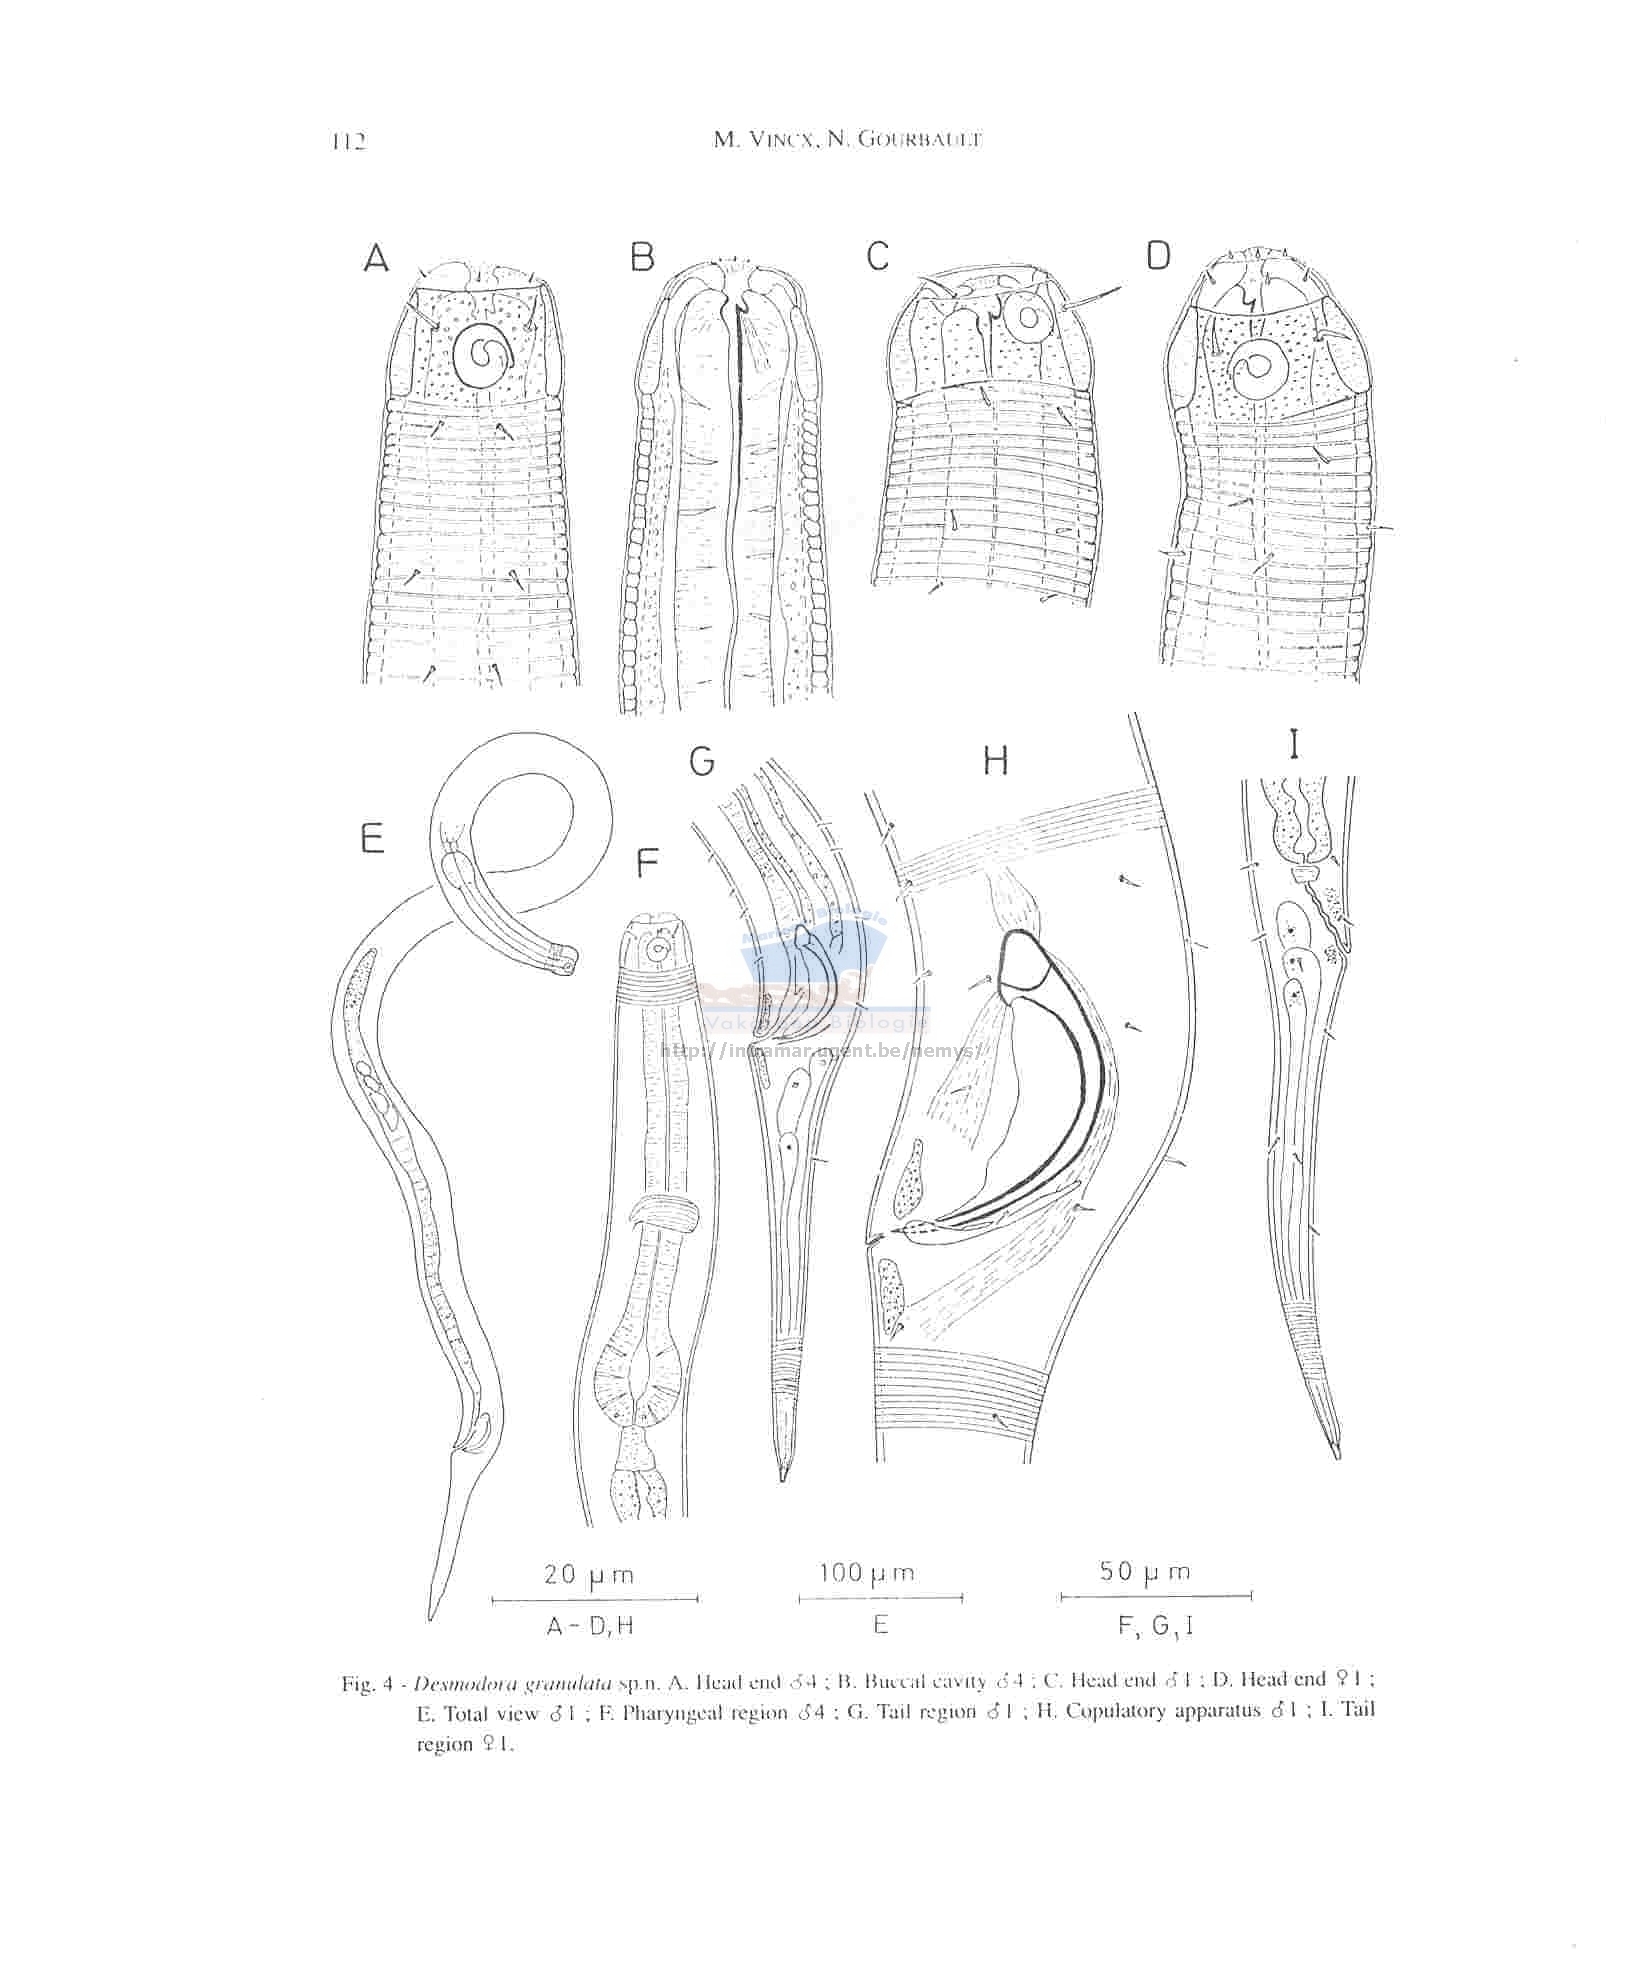 112
M. VINCX, N. GOURBAULT
A
B
C
D
E
F
G
H
I
Marine Biologie
Vakgroep Biologie
http://intramar.ugent.be/nemys/
20 µm
100 µm
50 µm
A - D, H
E
F, G, I
Fig. 4 - Desmodora granulata sp.n. A. Head end ♂4 ; B. Buccal cavity ♂4 ; C. Head end ♂1 ; D. Head end ♀1 ;
E. Total view ♂1 ; F. Pharyngeal region ♂4 ; G. Tail region ♂1 ; H. Copulatory apparatus ♂1 ; I. Tail
region ♀1.